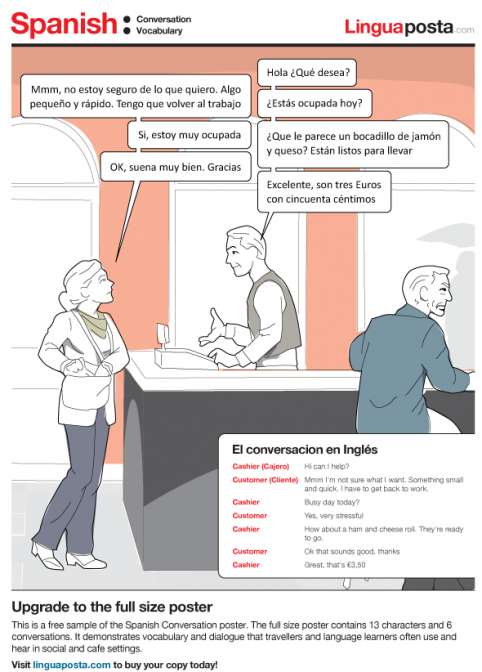 Spanish : Conversation
Vocabulary
Linguaposta.com
Hola ¿Qué desea?
Mmm, no estoy seguro de lo que quiero. Algo
pequeño y rápido. Tengo que volver al trabajo
¿Estás ocupada hoy?
Si, estoy muy ocupada
¿Que le parece un bocadillo de jamón
y queso? Están listos para llevar
OK, suena muy bien. Gracias
Excelente, son tres Euros
con cincuenta céntimos
El conversacion en Inglés
Cashier (Cajero) Hi can I help?
Customer (Cliente) Mmm I'm not sure what I want. Something small
and quick. I have to get back to work.
Cashier Busy day today?
Customer Yes, very stressful
Cashier How about a ham and cheese roll. They're ready
to go.
Customer Ok that sounds good, thanks
Cashier Great, that's €3,50
Upgrade to the full size poster
This is a free sample of the Spanish Conversation poster. The full size poster contains 13 characters and 6
conversations. It demonstrates vocabulary and dialogue that travellers and language learners often use and
hear in social and cafe settings.
Visit linguaposta.com to buy your copy today!